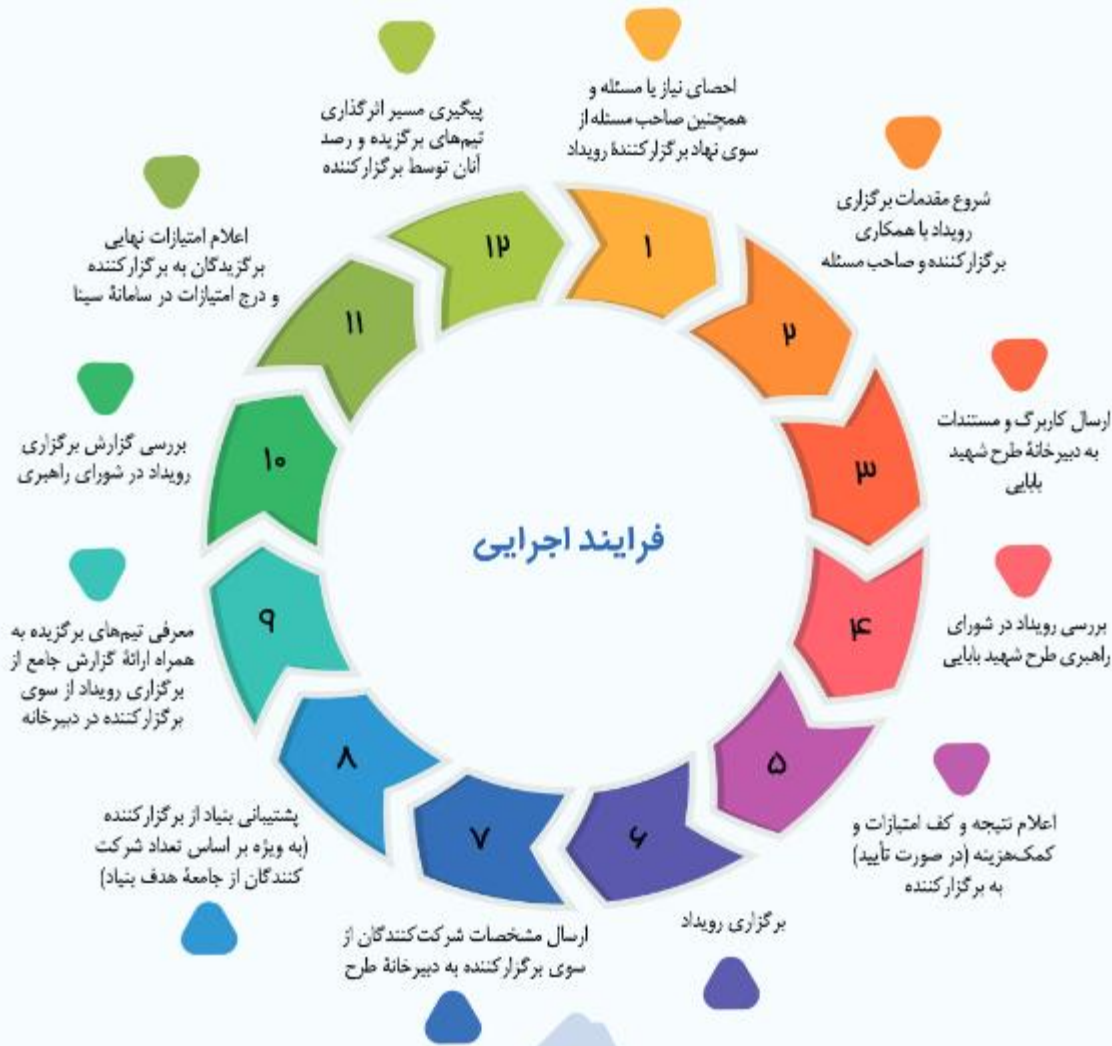 فرایند اجرایی
۱
احصای نیاز یا مسئله و
همچنین صاحب مسئله از
سوی نهاد برگزارکنندهٔ رویداد
۲
شروع مقدمات برگزاری
رویداد با همکاری
برگزارکننده و صاحب مسئله
۳
ارسال کاربرگ و مستندات
به دبیرخانهٔ طرح شهید
بابایی
۴
بررسی رویداد در شورای
راهبری طرح شهید بابایی
۵
اعلام نتیجه و کف امتیازات و
کمک‌هزینه (در صورت تأیید)
به برگزارکننده
۶
برگزاری رویداد
۷
ارسال مشخصات شرکت‌کنندگان از
سوی برگزارکننده به دبیرخانهٔ طرح
۸
پشتیبانی بنیاد از برگزارکننده
(به ویژه بر اساس تعداد شرکت
کنندگان از جامعهٔ هدف بنیاد)
۹
معرفی تیم‌های برگزیده به
همراه ارائهٔ گزارش جامع از
برگزاری رویداد از سوی
برگزارکننده در دبیرخانه
۱۰
بررسی گزارش برگزاری
رویداد در شورای راهبری
۱۱
اعلام امتیازات نهایی
برگزیدگان به برگزارکننده
و درج امتیازات در سامانهٔ سینا
۱۲
پیگیری مسیر اثرگذاری
تیم‌های برگزیده و رصد
آنان توسط برگزارکننده